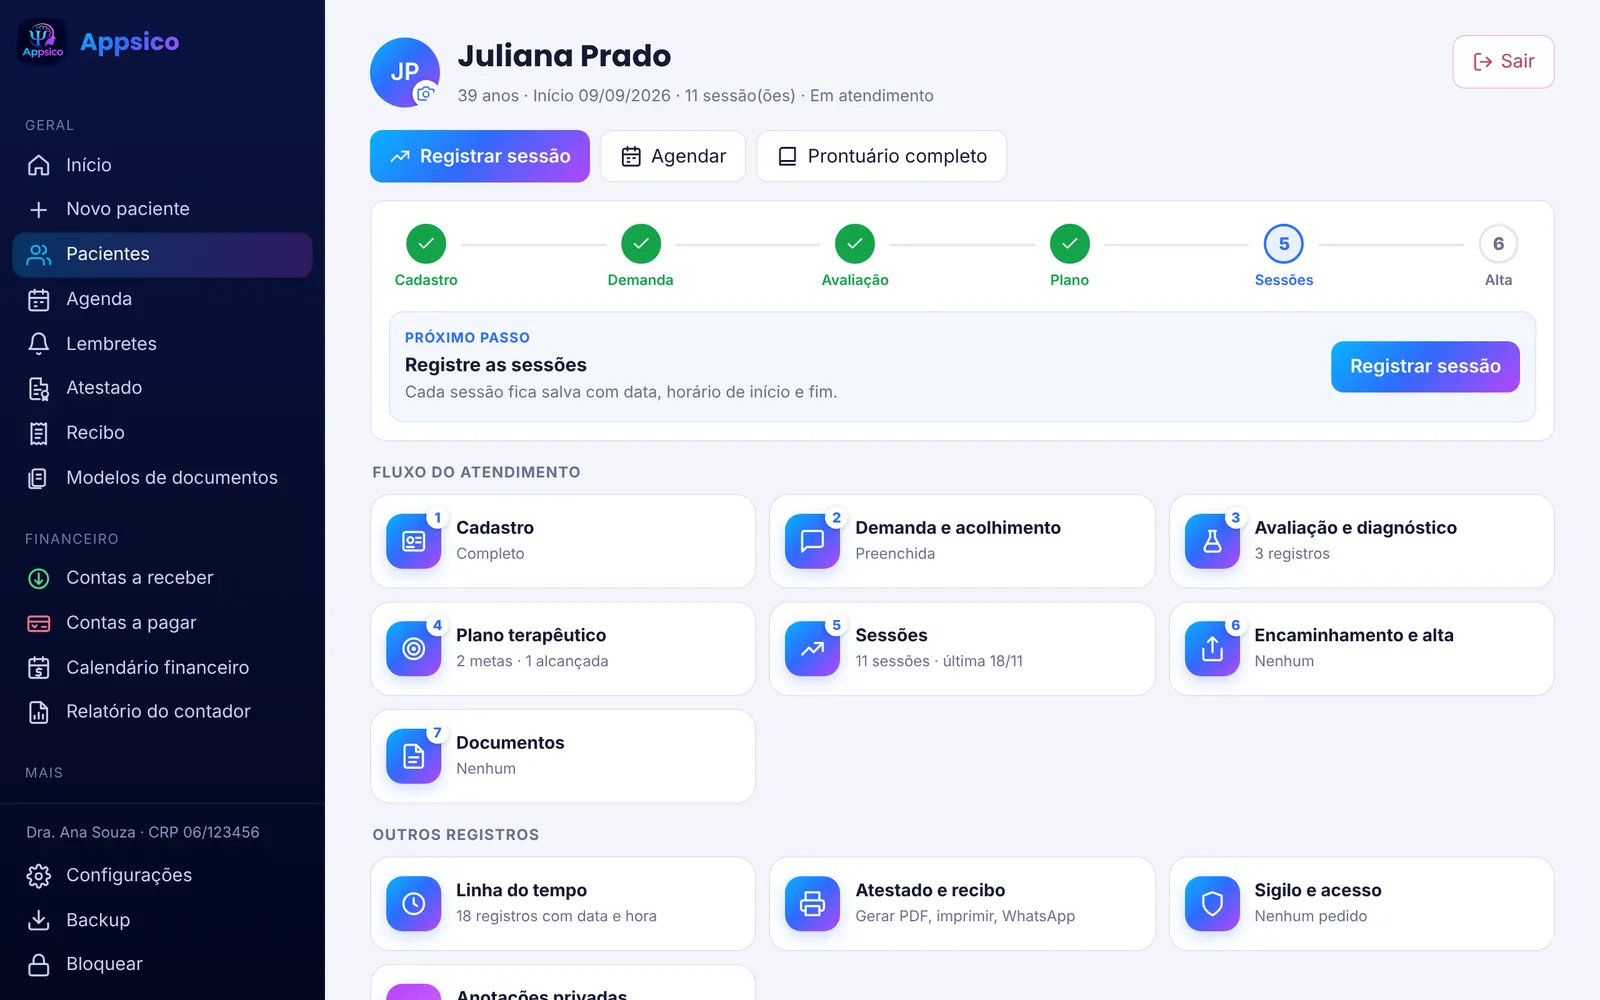 Appsico
Appsico
GERAL
Início
Novo paciente
Pacientes
Agenda
Lembretes
Atestado
Recibo
Modelos de documentos
FINANCEIRO
Contas a receber
Contas a pagar
Calendário financeiro
Relatório do contador
MAIS
Dra. Ana Souza · CRP 06/123456
Configurações
Backup
Bloquear
JP
Juliana Prado
39 anos · Início 09/09/2026 · 11 sessão(ões) · Em atendimento
Sair
Registrar sessão
Agendar
Prontuário completo
Cadastro
Demanda
Avaliação
Plano
5
Sessões
6
Alta
PRÓXIMO PASSO
Registre as sessões
Cada sessão fica salva com data, horário de início e fim.
Registrar sessão
FLUXO DO ATENDIMENTO
1
Cadastro
Completo
2
Demanda e acolhimento
Preenchida
3
Avaliação e diagnóstico
3 registros
4
Plano terapêutico
2 metas · 1 alcançada
5
Sessões
11 sessões · última 18/11
6
Encaminhamento e alta
Nenhum
7
Documentos
Nenhum
OUTROS REGISTROS
Linha do tempo
18 registros com data e hora
Atestado e recibo
Gerar PDF, imprimir, WhatsApp
Sigilo e acesso
Nenhum pedido
Anotações privadas